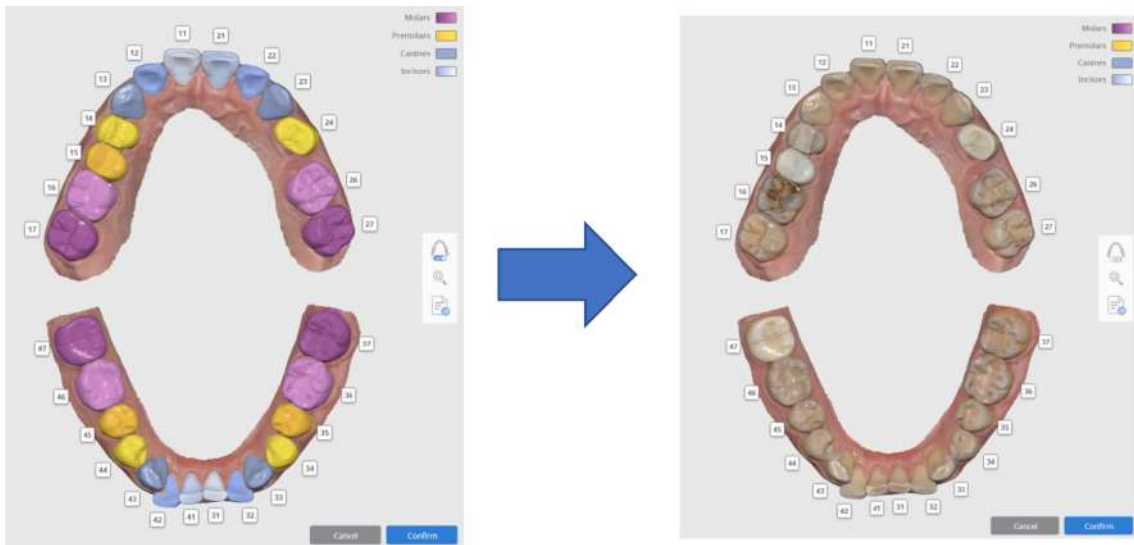 11 21
12 22
13 23
14 24
15
16 26
17 27
47 37
46 36
45 35
44 34
43 33
42 41 31 32
Molars
Premolars
Canines
Incisors
Cancel Confirm
11 21
12 22
13 23
14 24
15
16 26
17 27
47 37
46 36
45 35
44 34
43 33
42 41 31 32
Molars
Premolars
Canines
Incisors
Cancel Confirm